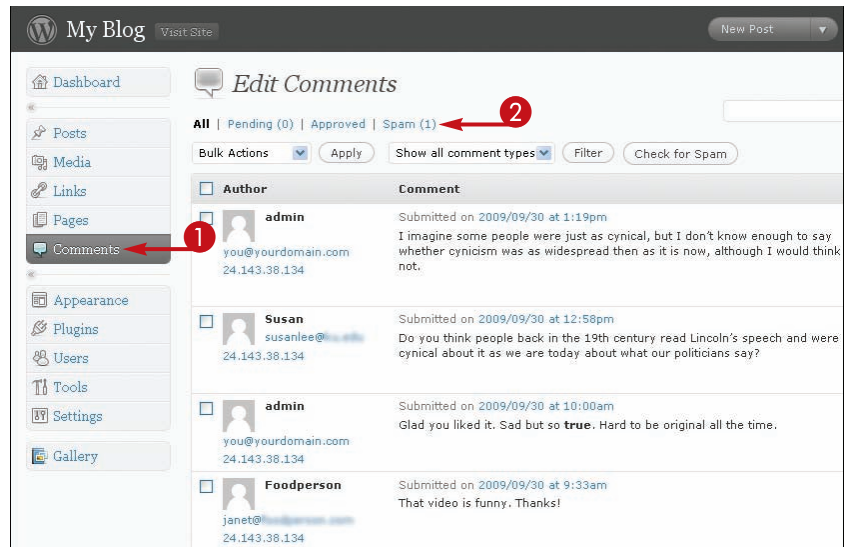 My Blog Visit Site
New Post
Dashboard
Posts
Media
Links
Pages
Comments
Appearance
Plugins
Users
Tools
Settings
Gallery
1
Edit Comments
2
All | Pending (0) | Approved | Spam (1)
Bulk Actions Apply Show all comment types Filter Check for Spam
Author Comment
admin
you@yourdomain.com
24.143.38.134
Submitted on 2009/09/30 at 1:19pm
I imagine some people were just as cynical, but I don't know enough to say
whether cynicism was as widespread then as it is now, although I would think
not.
Susan
susanlee@
24.143.38.134
Submitted on 2009/09/30 at 12:58pm
Do you think people back in the 19th century read Lincoln's speech and were
cynical about it as we are today about what our politicians say?
admin
you@yourdomain.com
24.143.38.134
Submitted on 2009/09/30 at 10:00am
Glad you liked it. Sad but so true. Hard to be original all the time.
Foodperson
janet@
24.143.38.134
Submitted on 2009/09/30 at 9:33am
That video is funny. Thanks!